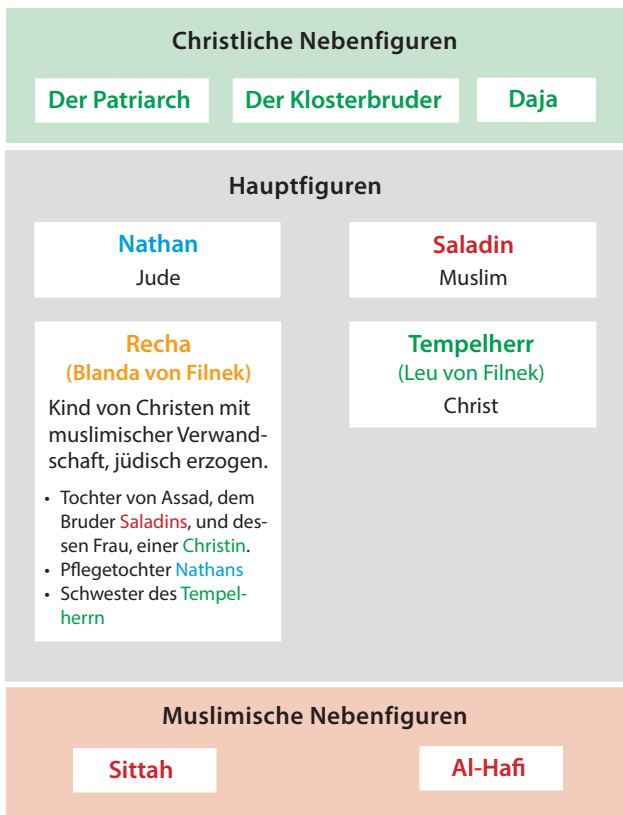 Christliche Nebenfiguren
Der Patriarch
Der Klosterbruder
Daja
Hauptfiguren
Nathan
Jude
Saladin
Muslim
Recha
(Blanda von Filnek)
Kind von Christen mit
muslimischer Verwand-
schaft, jüdisch erzogen.
• Tochter von Assad, dem
Bruder Saladins, und des-
sen Frau, einer Christin.
• Pflegetochter Nathans
• Schwester des Tempel-
herrn
Tempelherr
(Leu von Filnek)
Christ
Muslimische Nebenfiguren
Sittah
Al-Hafi